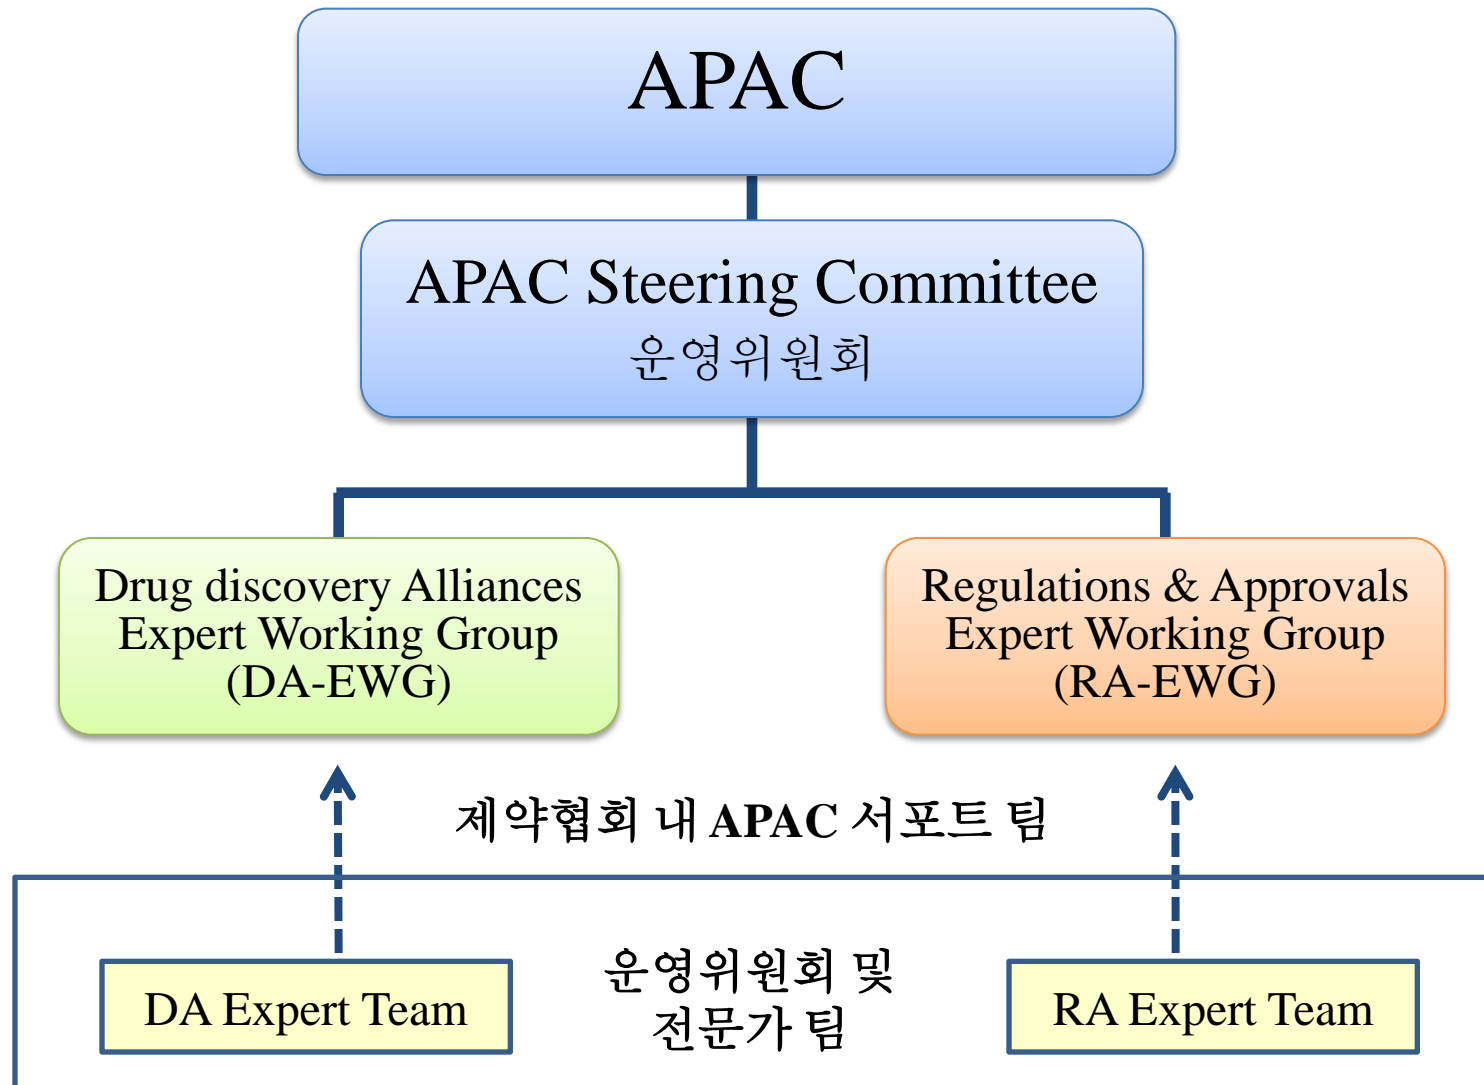 APAC
APAC Steering Committee
운영위원회
Drug discovery Alliances
Expert Working Group
(DA-EWG)
Regulations & Approvals
Expert Working Group
(RA-EWG)
제약협회 내 APAC 서포트 팀
DA Expert Team
운영위원회 및
전문가 팀
RA Expert Team